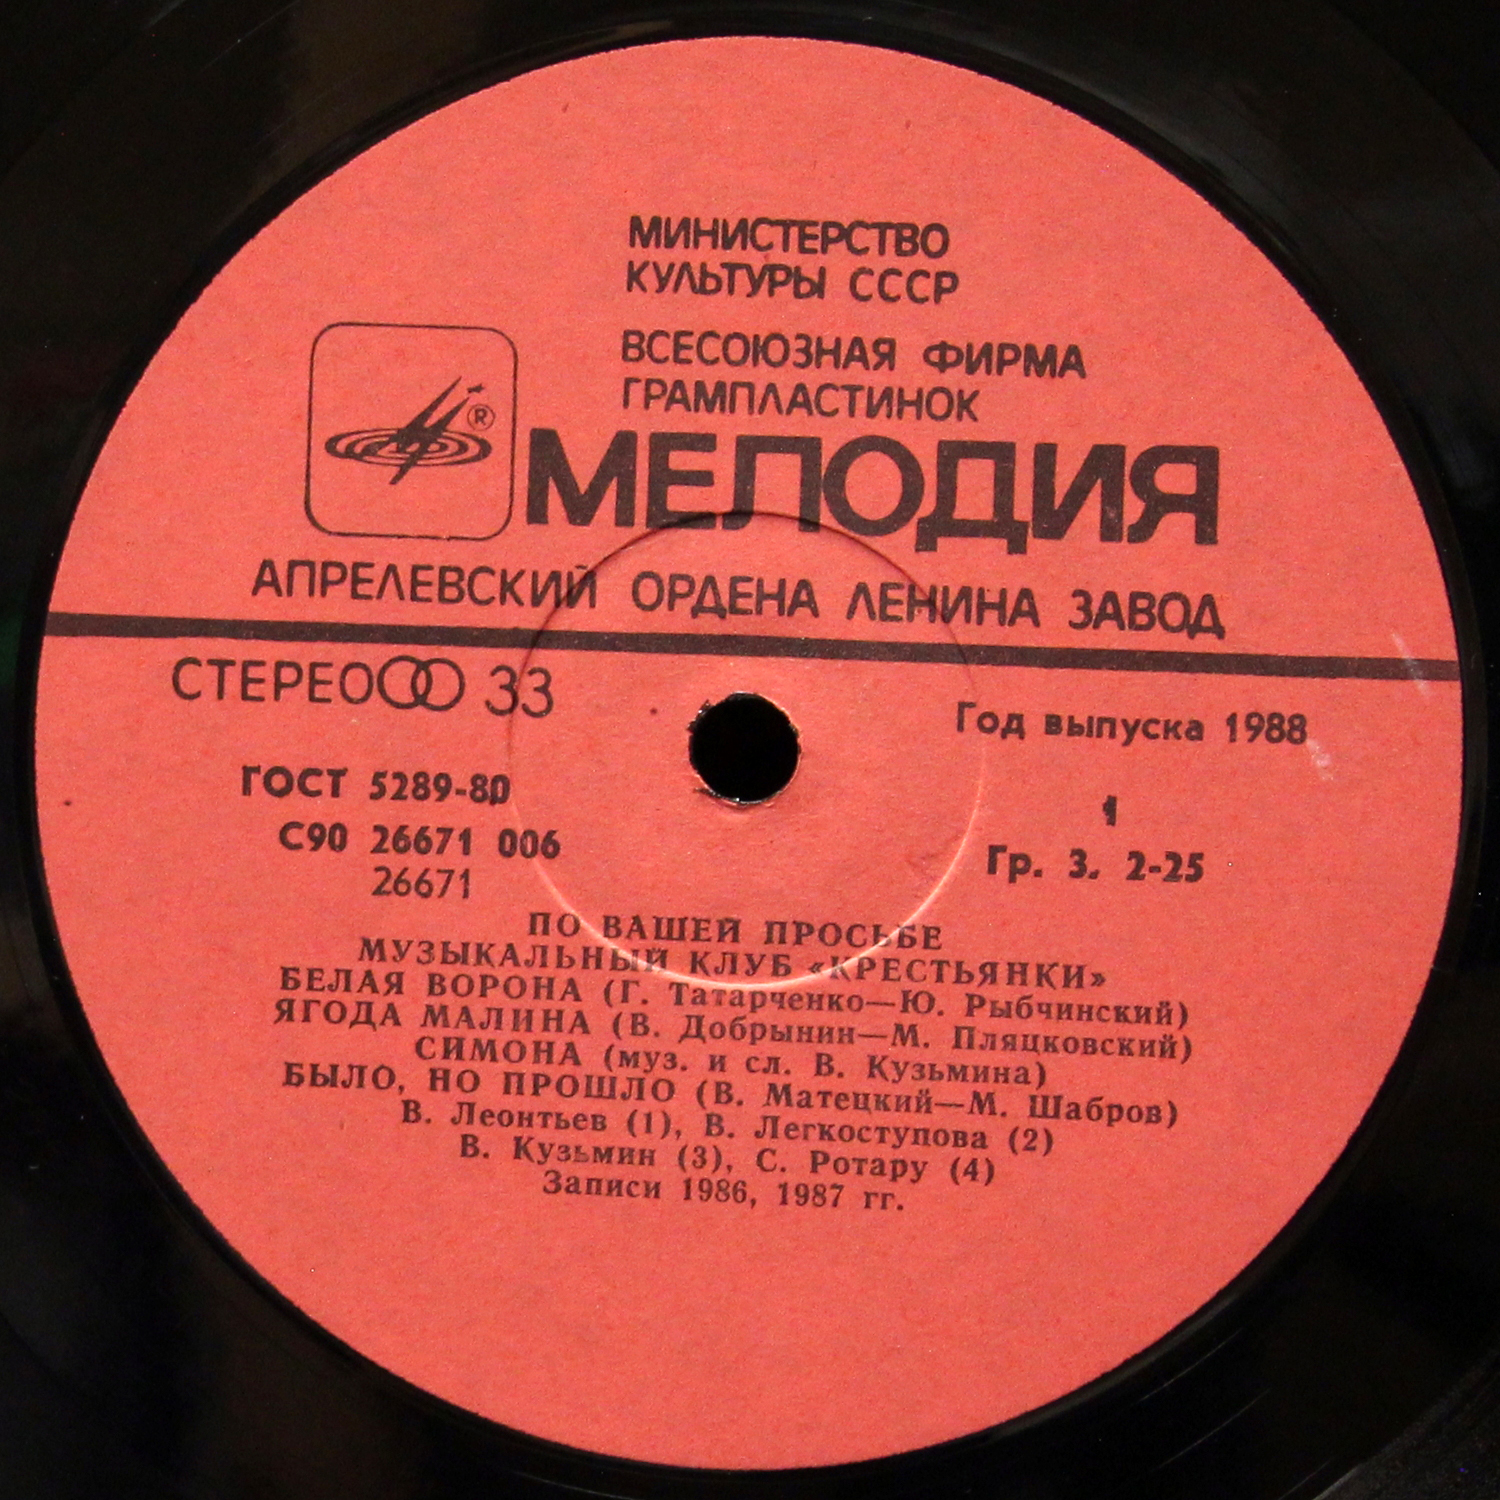 МИНИСТЕРСТВО
КУЛЬТУРЫ СССР
ВСЕСОЮЗНАЯ ФИРМА
ГРАМПЛАСТИНОК
®
МЕЛОДИЯ
АПРЕЛЕВСКИЙ ОРДЕНА ЛЕНИНА ЗАВОД
СТЕРЕО 33
Год выпуска 1988
ГОСТ 5289-80
1
С90 26671 006
Гр. 3. 2-25
26671
ПО ВАШЕЙ ПРОСЬБЕ
МУЗЫКАЛЬНЫЙ КЛУБ «КРЕСТЬЯНКИ»
БЕЛАЯ ВОРОНА (Г. Татарченко—Ю. Рыбчинский)
ЯГОДА МАЛИНА (В. Добрынин—М. Пляцковский)
СИМОНА (муз. и сл. В. Кузьмина)
БЫЛО, НО ПРОШЛО (В. Матецкий—М. Шабров)
В. Леонтьев (1), В. Легкоступова (2)
В. Кузьмин (3), С. Ротару (4)
Записи 1986, 1987 гг.